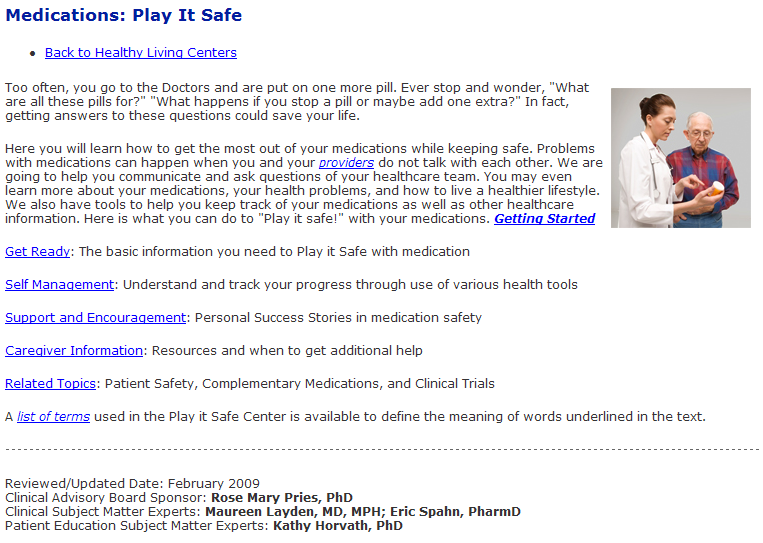 Medications: Play It Safe
• Back to Healthy Living Centers
Too often, you go to the Doctors and are put on one more pill. Ever stop and wonder, "What
are all these pills for?" "What happens if you stop a pill or maybe add one extra?" In fact,
getting answers to these questions could save your life.
Here you will learn how to get the most out of your medications while keeping safe. Problems
with medications can happen when you and your providers do not talk with each other. We are
going to help you communicate and ask questions of your healthcare team. You may even
learn more about your medications, your health problems, and how to live a healthier lifestyle.
We also have tools to help you keep track of your medications as well as other healthcare
information. Here is what you can do to "Play it safe!" with your medications. Getting Started
Get Ready: The basic information you need to Play it Safe with medication
Self Management: Understand and track your progress through use of various health tools
Support and Encouragement: Personal Success Stories in medication safety
Caregiver Information: Resources and when to get additional help
Related Topics: Patient Safety, Complementary Medications, and Clinical Trials
A list of terms used in the Play it Safe Center is available to define the meaning of words underlined in the text.
Reviewed/Updated Date: February 2009
Clinical Advisory Board Sponsor: Rose Mary Pries, PhD
Clinical Subject Matter Experts: Maureen Layden, MD, MPH; Eric Spahn, PharmD
Patient Education Subject Matter Experts: Kathy Horvath, PhD